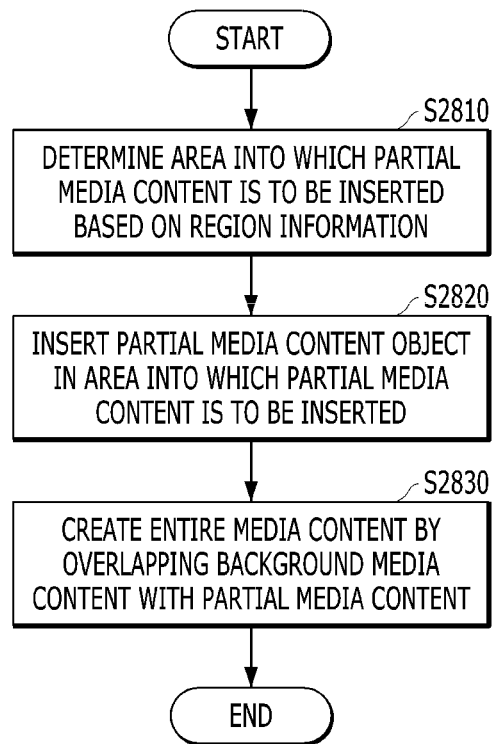 START
S2810
DETERMINE AREA INTO WHICH PARTIAL
MEDIA CONTENT IS TO BE INSERTED
BASED ON REGION INFORMATION
S2820
INSERT PARTIAL MEDIA CONTENT OBJECT
IN AREA INTO WHICH PARTIAL MEDIA
CONTENT IS TO BE INSERTED
S2830
CREATE ENTIRE MEDIA CONTENT BY
OVERLAPPING BACKGROUND MEDIA
CONTENT WITH PARTIAL MEDIA CONTENT
END